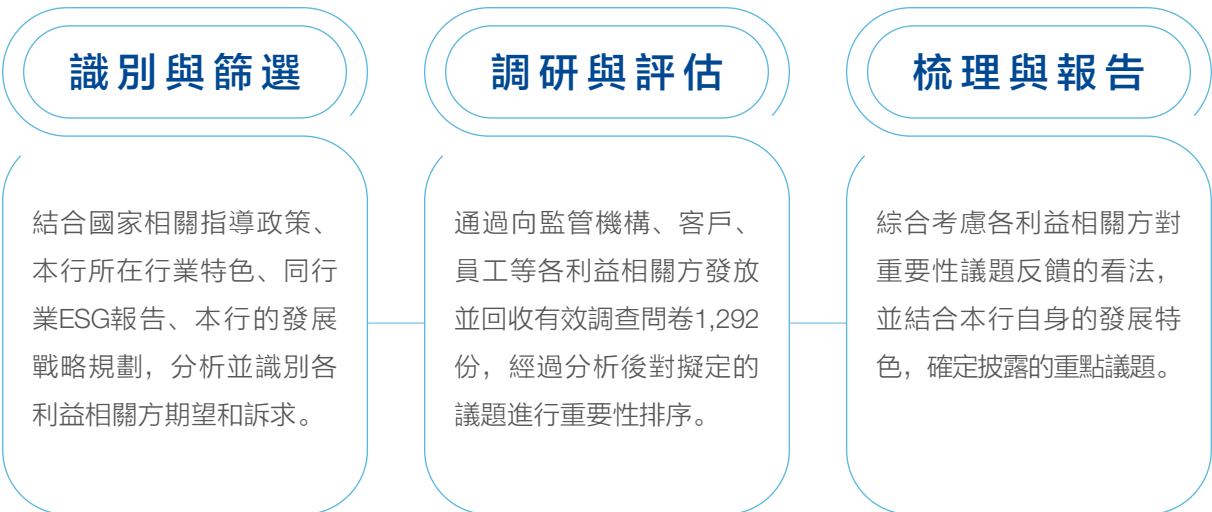 識別與篩選
結合國家相關指導政策、
本行所在行業特色、同行
業ESG報告、本行的發展
戰略規劃，分析並識別各
利益相關方期望和訴求。
調研與評估
通過向監管機構、客戶、
員工等各利益相關方發放
並回收有效調查問卷1,292
份，經過分析後對擬定的
議題進行重要性排序。
梳理與報告
綜合考慮各利益相關方對
重要性議題反饋的看法，
並結合本行自身的發展特
色，確定披露的重點議題。